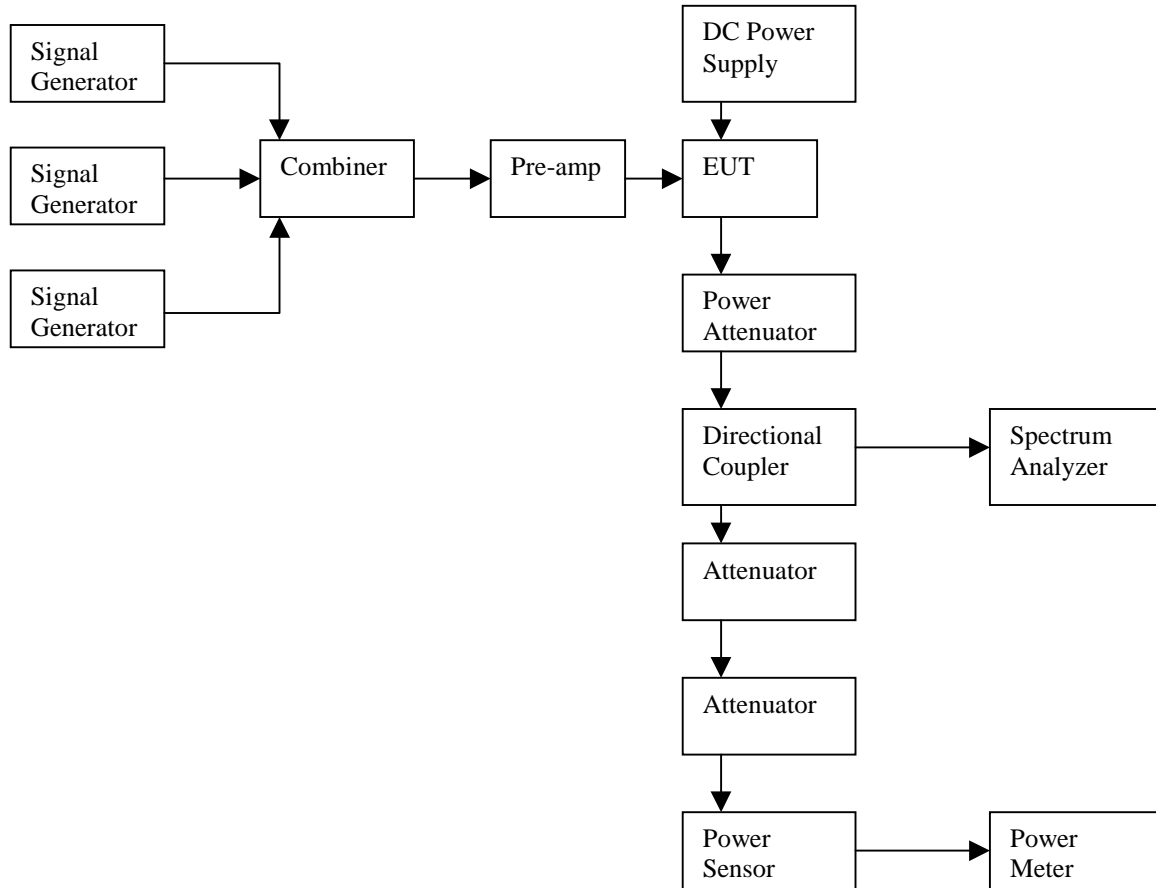 Signal
Generator
DC Power
Supply
Signal
Generator
Combiner
Pre-amp
EUT
Signal
Generator
Power
Attenuator
Directional
Coupler
Spectrum
Analyzer
Attenuator
Attenuator
Power
Sensor
Power
Meter